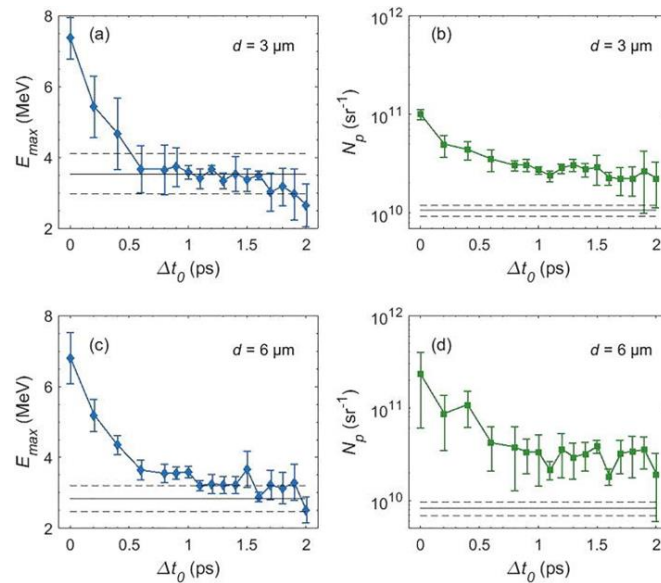 (a)
d = 3 μm
E_max (MeV)
8
6
4
2
0
0.5
1
1.5
2
Δt_0 (ps)
(b)
d = 3 μm
N_p (sr^-1)
10^12
10^11
10^10
0
0.5
1
1.5
2
Δt_0 (ps)
(c)
d = 6 μm
E_max (MeV)
8
6
4
2
0
0.5
1
1.5
2
Δt_0 (ps)
(d)
d = 6 μm
N_p (sr^-1)
10^12
10^11
10^10
0
0.5
1
1.5
2
Δt_0 (ps)